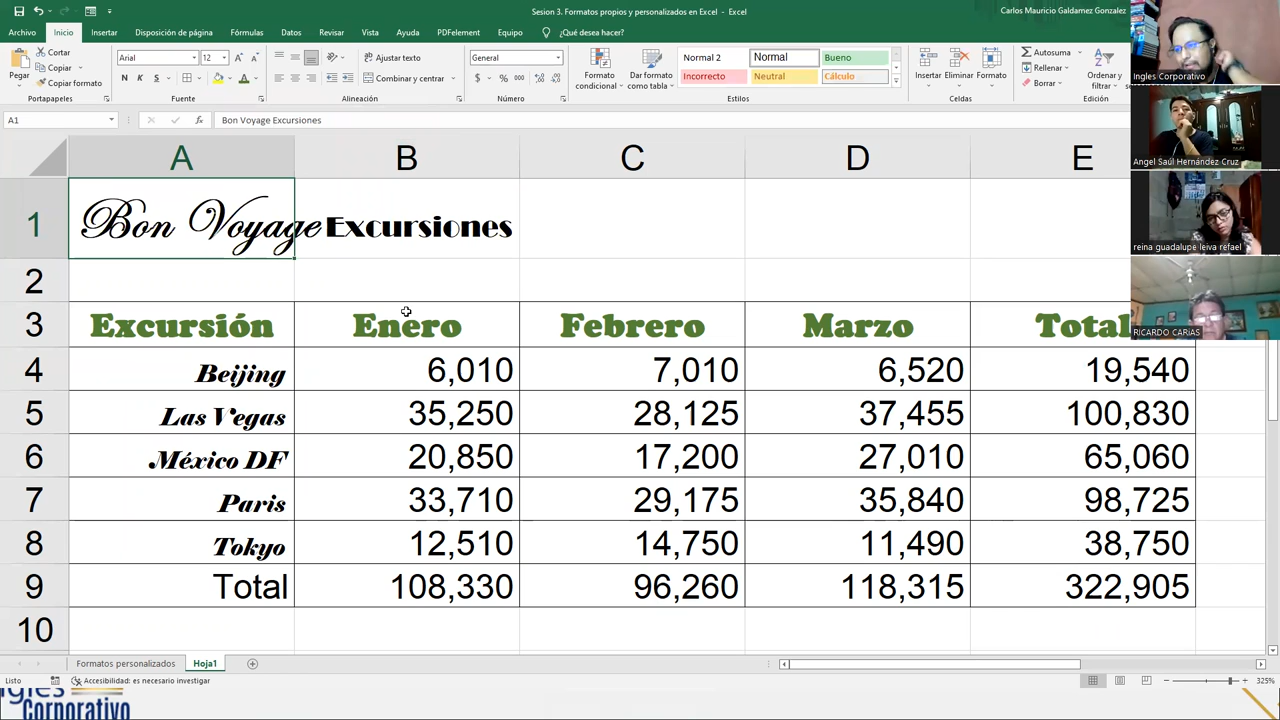 Sesion 3. Formatos propios y personalizados en Excel - Excel
Carlos Mauricio Galdamez Gonzalez
Archivo Inicio Insertar Disposición de página Fórmulas Datos Revisar Vista Ayuda PDFelement Equipo ¿Qué desea hacer?
Pegar
Cortar
Copiar
Copiar formato
Portapapeles
Arial 12
N K S
Fuente
Ajustar texto
Combinar y centrar
Alineación
General
$ % 000
Número
Formato condicional
Dar formato como tabla
Normal 2 Normal Bueno
Incorrecto Neutral Cálculo
Estilos
Insertar Eliminar Formato
Celdas
Autosuma
Rellenar
Borrar
Ordenar y
Edición
A1 fx Bon Voyage Excursiones
A B C D E
1 Bon Voyage Excursiones
2
3 Excursión Enero Febrero Marzo Total
4 Beijing 6,010 7,010 6,520 19,540
5 Las Vegas 35,250 28,125 37,455 100,830
6 México DF 20,850 17,200 27,010 65,060
7 Paris 33,710 29,175 35,840 98,725
8 Tokyo 12,510 14,750 11,490 38,750
9 Total 108,330 96,260 118,315 322,905
10
Formatos personalizados Hoja1
Listo Accesibilidad: es necesario investigar 325%
Ingles Corporativo
Angel Saúl Hernández Cruz
reina guadalupe leiva refael
RICARDO CARíAS
Ingles
Corporativo